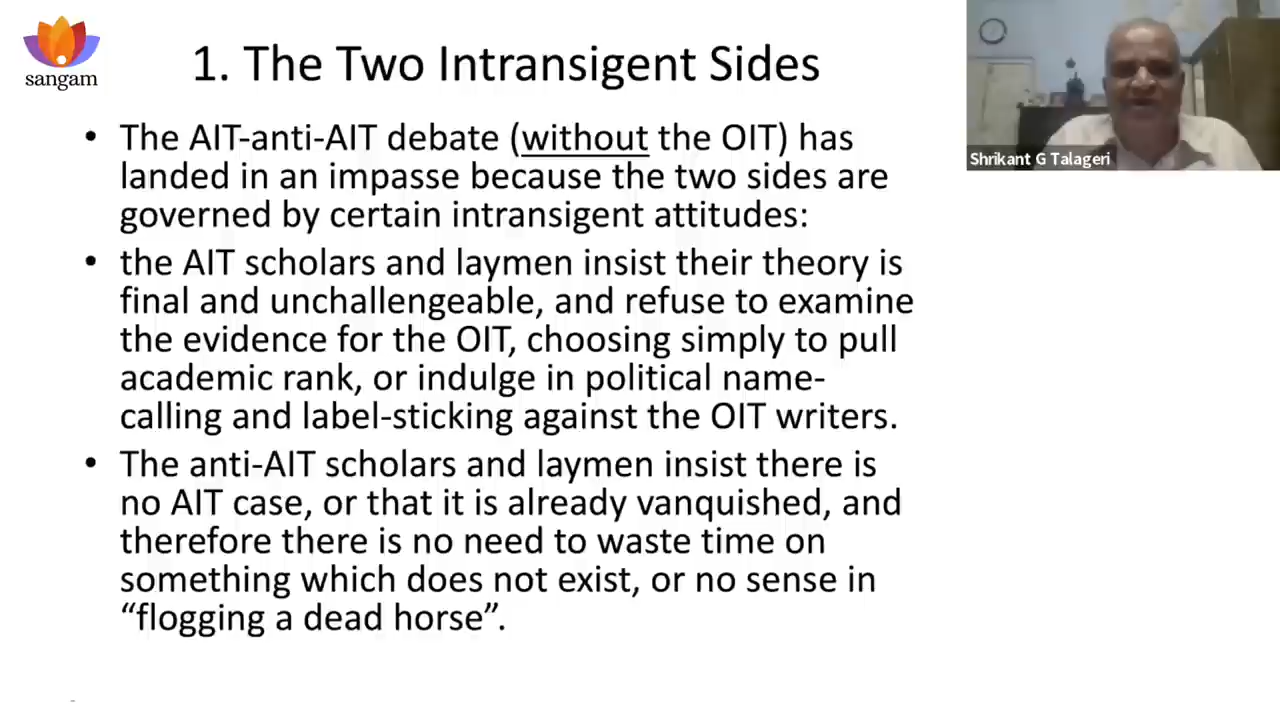 sangam
1. The Two Intransigent Sides
• The AIT-anti-AIT debate (without the OIT) has
landed in an impasse because the two sides are
governed by certain intransigent attitudes:
• the AIT scholars and laymen insist their theory is
final and unchallengeable, and refuse to examine
the evidence for the OIT, choosing simply to pull
academic rank, or indulge in political name-
calling and label-sticking against the OIT writers.
• The anti-AIT scholars and laymen insist there is
no AIT case, or that it is already vanquished, and
therefore there is no need to waste time on
something which does not exist, or no sense in
“flogging a dead horse”.
Shrikant G Talageri